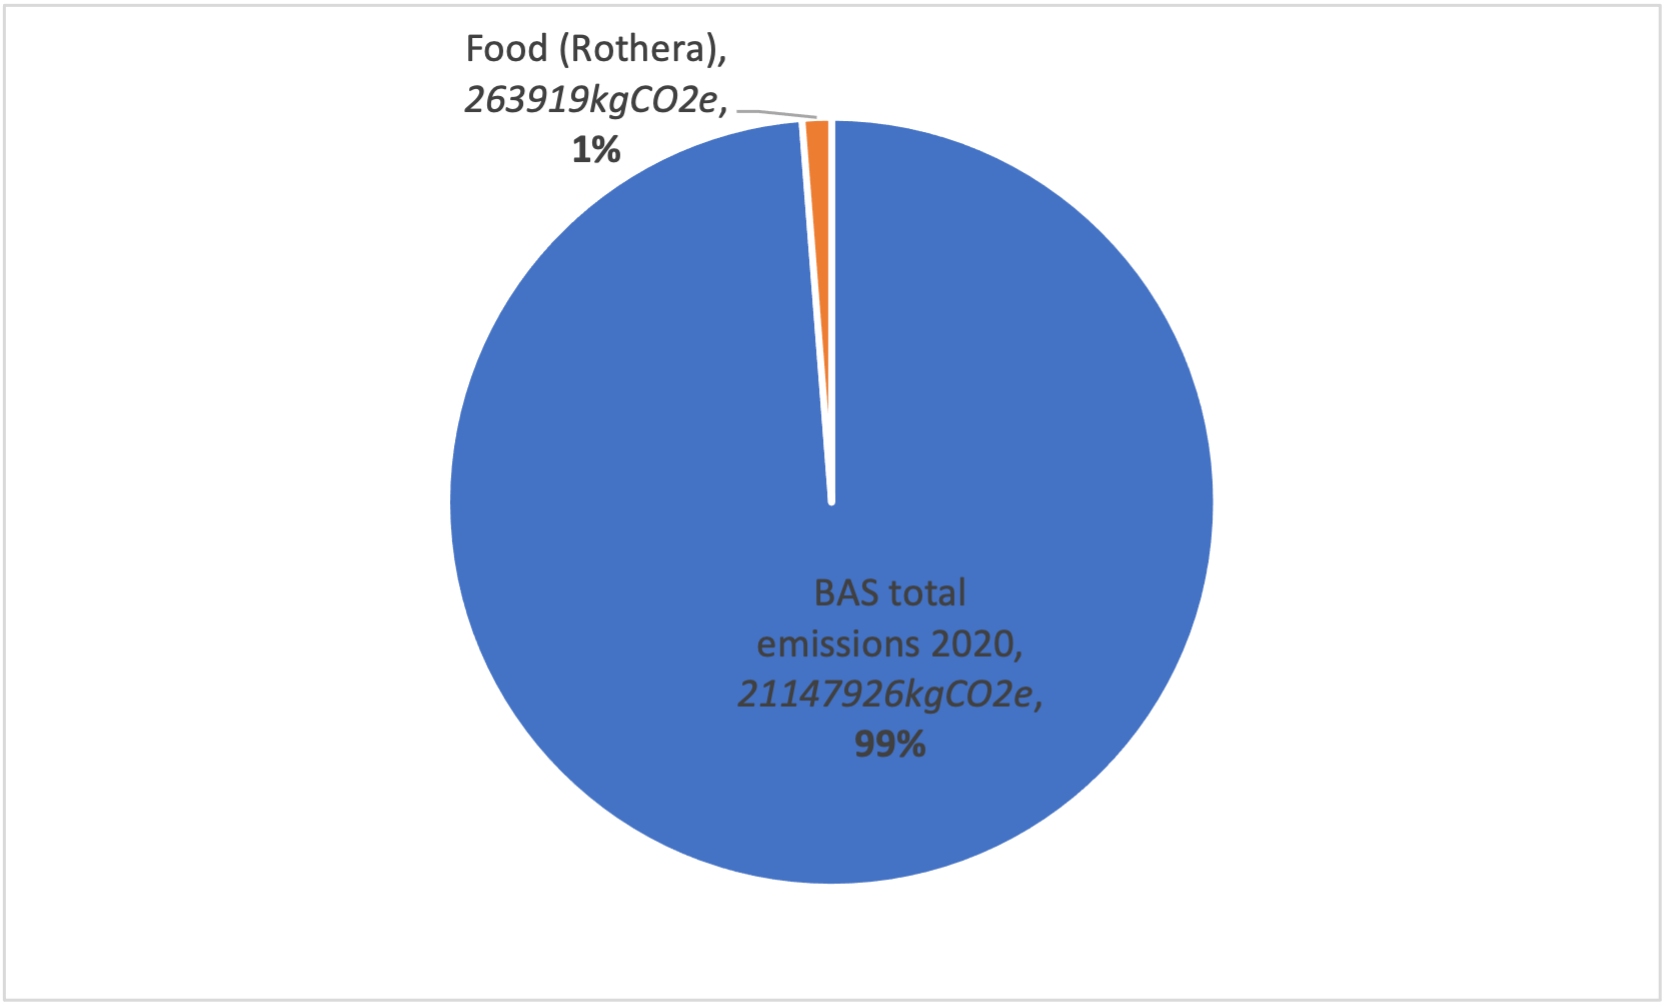 Food (Rothera),
263919kgCO2e,
1%
BAS total
emissions 2020,
21147926kgCO2e,
99%